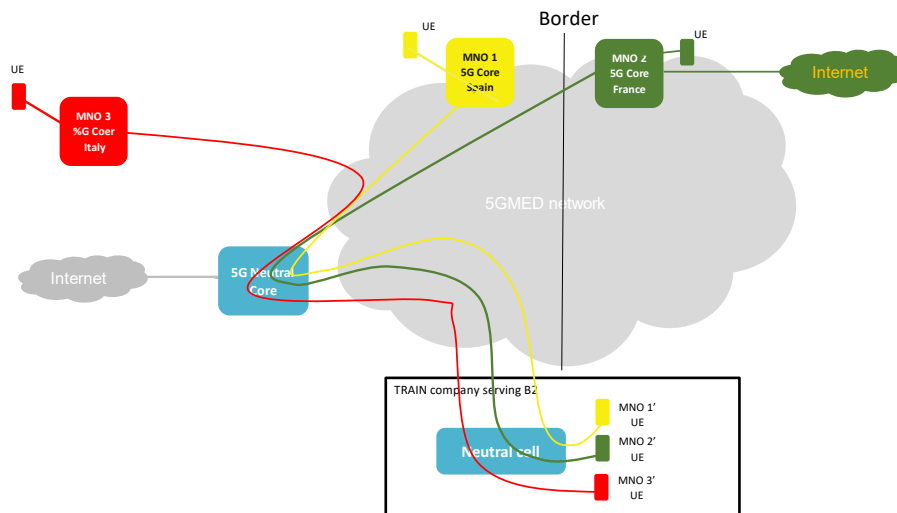 Border
UE
UE
UE
MNO 1
5G Core
Spain
MNO 2
5G Core
France
Internet
MNO 3
%G Coer
Italy
5GMED network
Internet
5G Neutral
Core
TRAIN company serving B2
Neutral cell
MNO 1’
UE
MNO 2’
UE
MNO 3’
UE